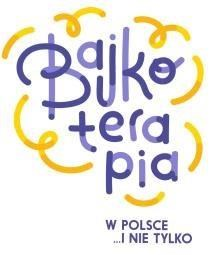 Bajko
tera
pia
W POLSCE
...I NIE TYLKO